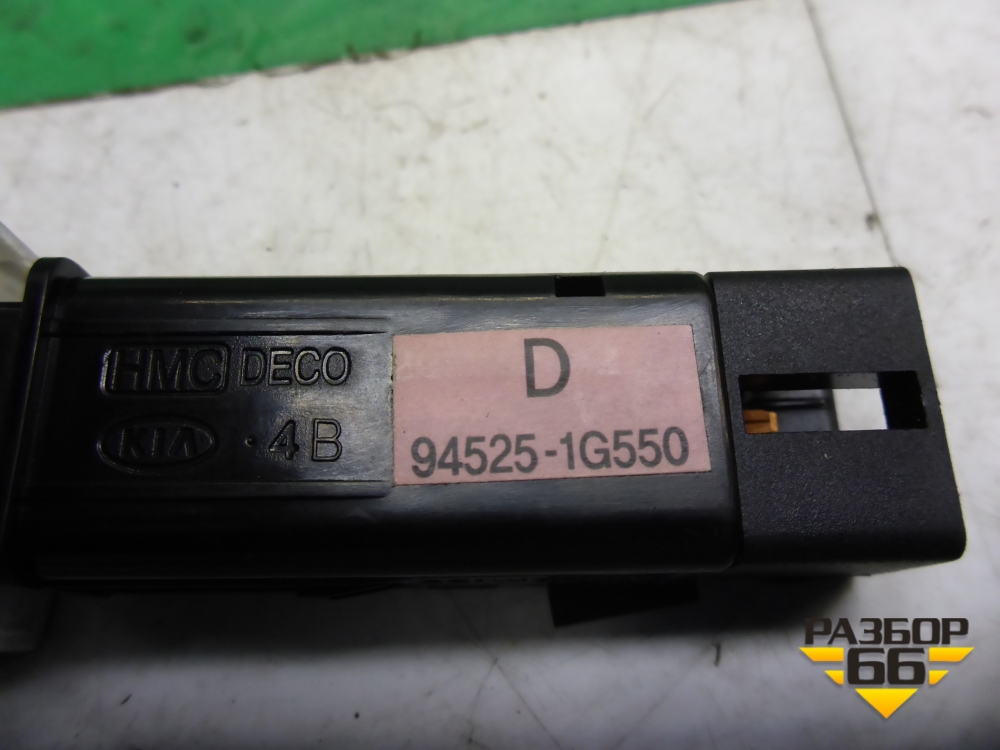 HMC DECO
KIA .4B
D
94525-1G550
РАЗБОР
66